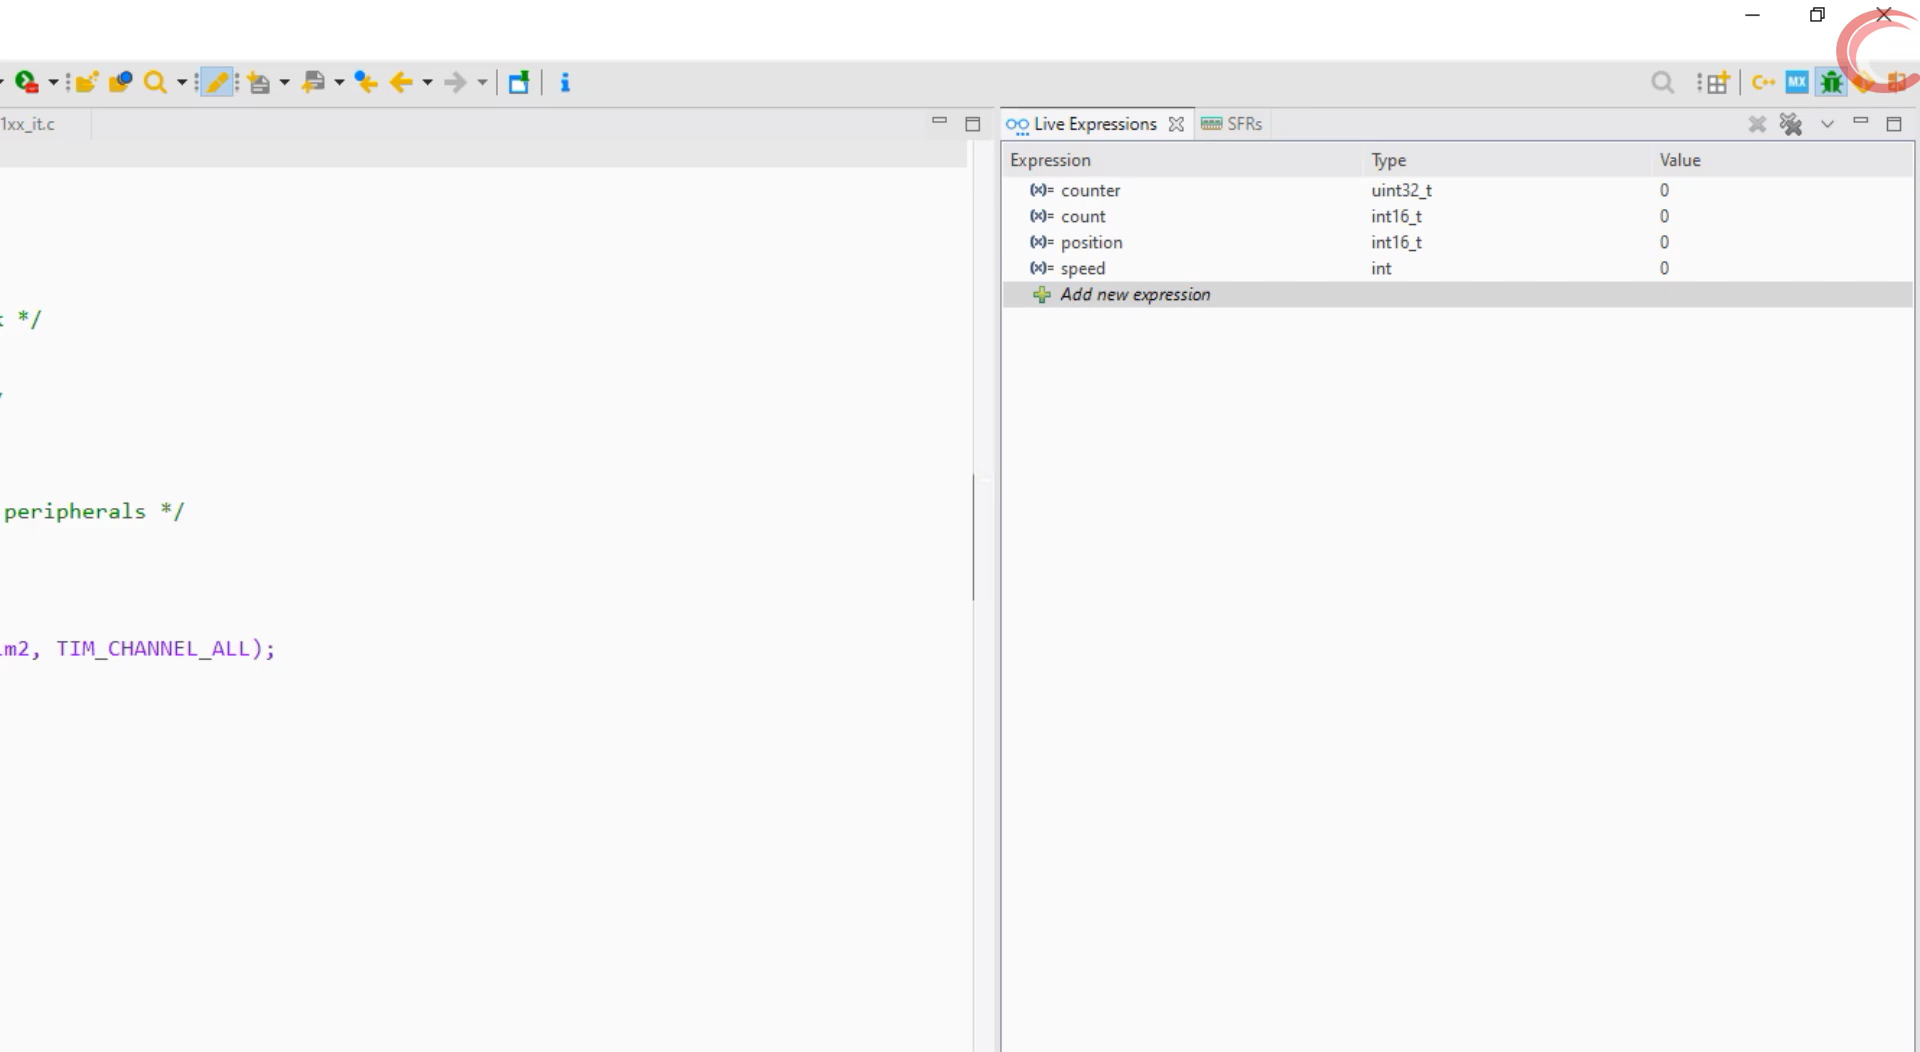 C++ MX
1xx_it.c
Live Expressions SFRs
Expression Type Value
(x)= counter uint32_t 0
(x)= count int16_t 0
(x)= position int16_t 0
(x)= speed int 0
Add new expression
*/
peripherals */
m2, TIM_CHANNEL_ALL);